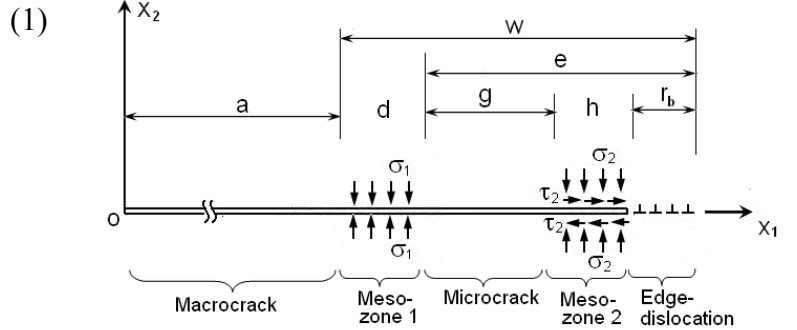 (1)
X₂
w
e
a
d
g
h
r_b
σ₁
σ₂
τ₂
τ₂
O
X₁
σ₁
σ₂
Macrocrack
Meso-
zone 1
Microcrack
Meso-
zone 2
Edge-
dislocation